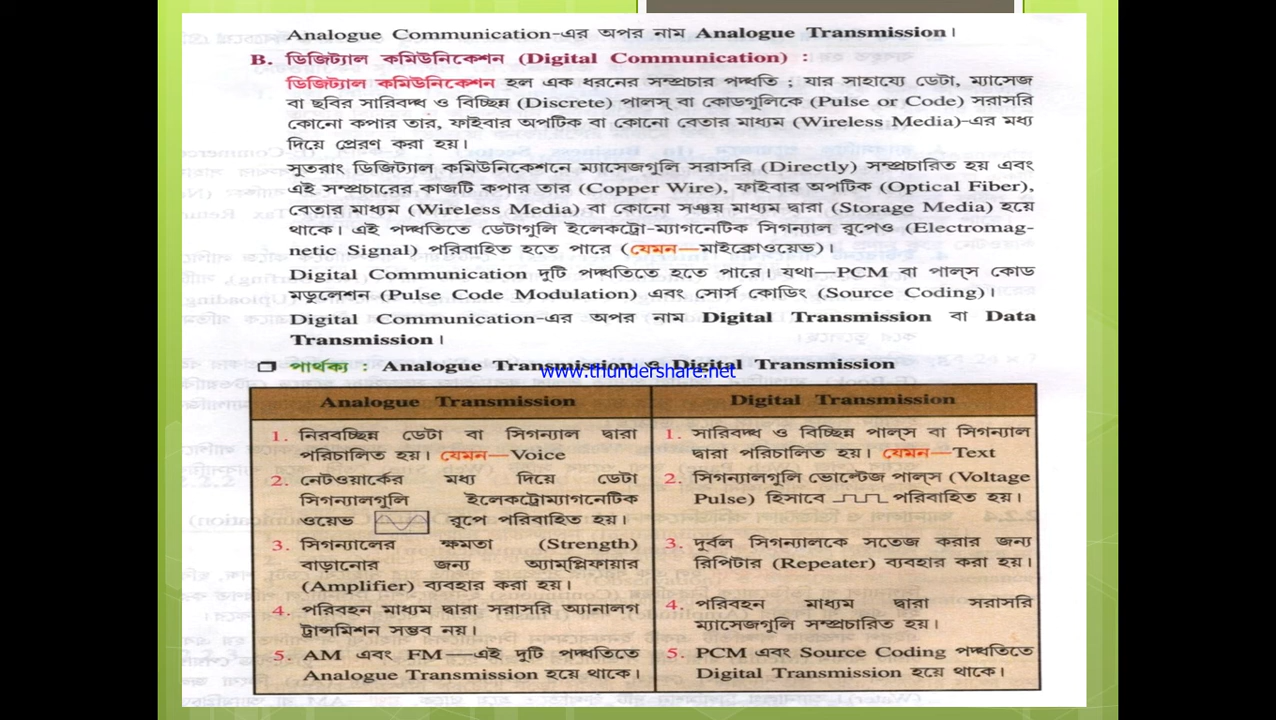 Analogue Communication-এর অপর নাম Analogue Transmission।
B. ডিজিট্যাল কমিউনিকেশন (Digital Communication) :
ডিজিট্যাল কমিউনিকেশন হল এক ধরনের সম্প্রচার পদ্ধতি ; যার সাহায্যে ডেটা, ম্যাসেজ
বা ছবির সারিবদ্ধ ও বিচ্ছিন্ন (Discrete) পালস্ বা কোডগুলিকে (Pulse or Code) সরাসরি
কোনো কপার তার, ফাইবার অপটিক বা কোনো বেতার মাধ্যম (Wireless Media)-এর মধ্য
দিয়ে প্রেরণ করা হয়।
সুতরাং ডিজিট্যাল কমিউনিকেশনে ম্যাসেজগুলি সরাসরি (Directly) সম্প্রচারিত হয় এবং
এই সম্প্রচারের কাজটি কপার তার (Copper Wire), ফাইবার অপটিক (Optical Fiber),
বেতার মাধ্যম (Wireless Media) বা কোনো সঞ্চয় মাধ্যম দ্বারা (Storage Media) হয়ে
থাকে। এই পদ্ধতিতে ডেটাগুলি ইলেকট্রো-ম্যাগনেটিক সিগন্যাল রূপেও (Electromag-
netic Signal) পরিবাহিত হতে পারে (যেমন—মাইক্রোওয়েভ)।
Digital Communication দুটি পদ্ধতিতে হতে পারে। যথা—PCM বা পাল্স কোড
মডুলেশন (Pulse Code Modulation) এবং সোর্স কোডিং (Source Coding)।
Digital Communication-এর অপর নাম Digital Transmission বা Data
Transmission।
❒ পার্থক্য : Analogue Transmission ও Digital Transmission
www.thundershare.net
Analogue Transmission
1. নিরবচ্ছিন্ন ডেটা বা সিগন্যাল দ্বারা
পরিচালিত হয়। যেমন—Voice
2. নেটওয়ার্কের মধ্য দিয়ে ডেটা
সিগন্যালগুলি ইলেকট্রোম্যাগনেটিক
ওয়েভ রূপে পরিবাহিত হয়।
3. সিগন্যালের ক্ষমতা (Strength)
বাড়ানোর জন্য অ্যাম্প্লিফায়ার
(Amplifier) ব্যবহার করা হয়।
4. পরিবহন মাধ্যম দ্বারা সরাসরি অ্যানালগ
ট্রান্সমিশন সম্ভব নয়।
5. AM এবং FM—এই দুটি পদ্ধতিতে
Analogue Transmission হয়ে থাকে।
Digital Transmission
1. সারিবদ্ধ ও বিচ্ছিন্ন পাল্স বা সিগন্যাল
দ্বারা পরিচালিত হয়। যেমন—Text
2. সিগন্যালগুলি ভোল্টেজ পাল্স (Voltage
Pulse) হিসাবে পরিবাহিত হয়।
3. দুর্বল সিগন্যালকে সতেজ করার জন্য
রিপিটার (Repeater) ব্যবহার করা হয়।
4. পরিবহন মাধ্যম দ্বারা সরাসরি
ম্যাসেজগুলি সম্প্রচারিত হয়।
5. PCM এবং Source Coding পদ্ধতিতে
Digital Transmission হয়ে থাকে।